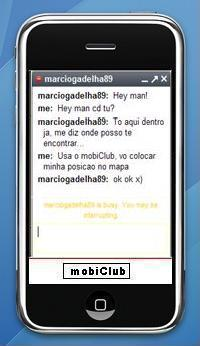 marciogadelha89
marciogadelha89: Hey man!
me: Hey man cd tu?
marciogadelha89: To aqui dentro
ja, me diz onde posso te
encontrar...
me: Usa o mobiClub, vo colocar
minha posicao no mapa
marciogadelha89: ok ok x)
marciogadelha89 is busy. You may be
interrupting.
mobiClub